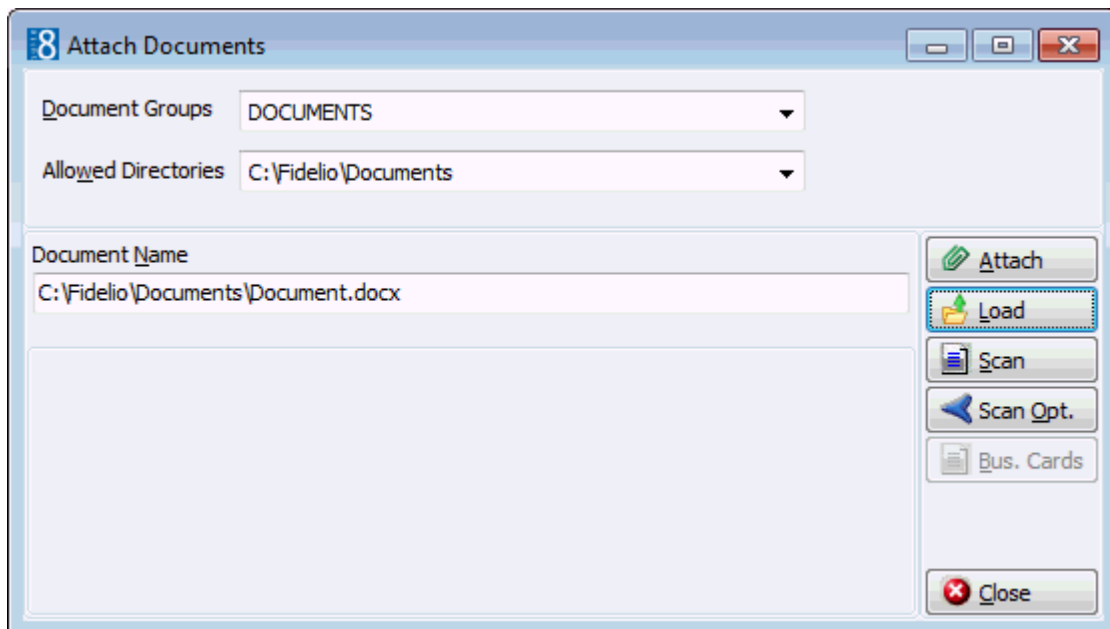 8 Attach Documents
Document Groups DOCUMENTS
Allowed Directories C:\Fidelio\Documents
Document Name
C:\Fidelio\Documents\Document.docx
Attach
Load
Scan
Scan Opt.
Bus. Cards
Close